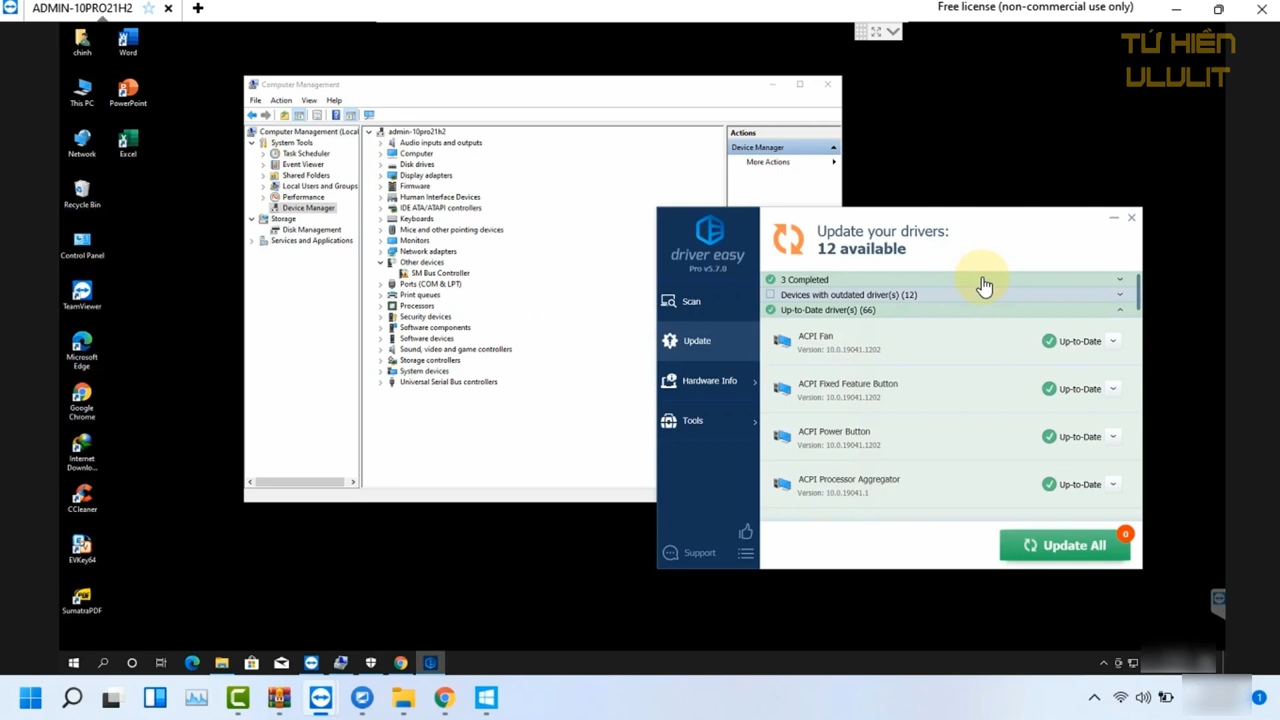 ADMIN-10PRO21H2
Free license (non-commercial use only)
TỨ HIỀN
ULULIT
chinh
Word
This PC
PowerPoint
Network
Excel
Recycle Bin
Control Panel
TeamViewer
Microsoft
Edge
Google
Chrome
Internet
Downlo...
CCleaner
EVKey64
SumatraPDF
Computer Management
File Action View Help
Computer Management (Local
System Tools
Task Scheduler
Event Viewer
Shared Folders
Local Users and Groups
Performance
Device Manager
Storage
Disk Management
Services and Applications
admin-10pro21h2
Audio inputs and outputs
Computer
Disk drives
Display adapters
Firmware
Human Interface Devices
IDE ATA/ATAPI controllers
Keyboards
Mice and other pointing devices
Monitors
Network adapters
Other devices
SM Bus Controller
Ports (COM & LPT)
Print queues
Processors
Security devices
Software components
Software devices
Sound, video and game controllers
Storage controllers
System devices
Universal Serial Bus controllers
Actions
Device Manager
More Actions
driver easy
Pro v5.7.0
Scan
Update
Hardware Info
Tools
Support
Update your drivers:
12 available
3 Completed
Devices with outdated driver(s) (12)
Up-to-Date driver(s) (66)
ACPI Fan
Version: 10.0.19041.1202
Up-to-Date
ACPI Fixed Feature Button
Version: 10.0.19041.1202
Up-to-Date
ACPI Power Button
Version: 10.0.19041.1202
Up-to-Date
ACPI Processor Aggregator
Version: 10.0.19041.1
Up-to-Date
Update All
0
1